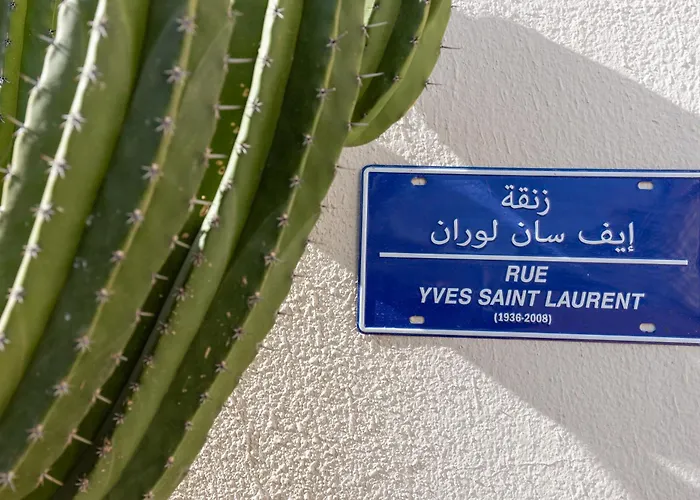 زنقة
إيف سان لوران
RUE
YVES SAINT LAURENT
(1936-2008)